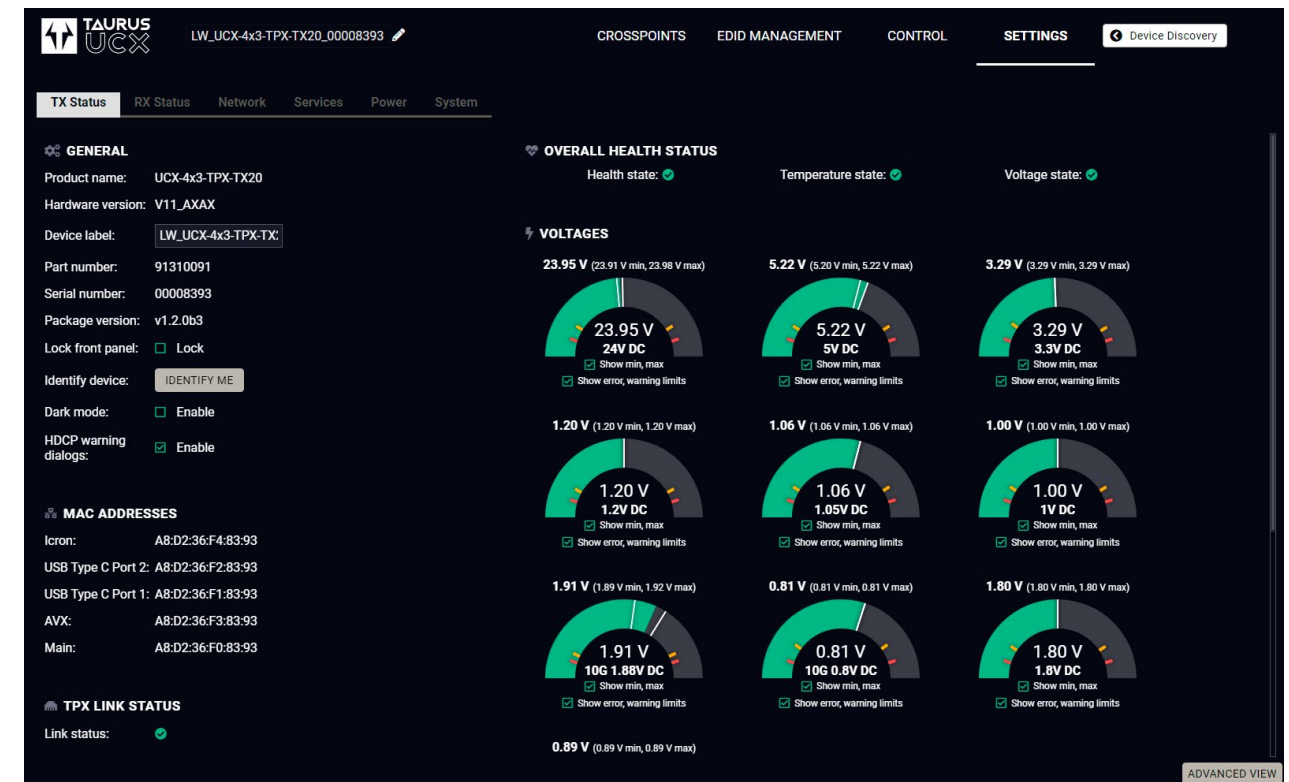 TAURUS UCX
LW_UCX-4x3-TPX-TX20_00008393
CROSSPOINTS EDID MANAGEMENT CONTROL SETTINGS Device Discovery
TX Status RX Status Network Services Power System
GENERAL
Product name: UCX-4x3-TPX-TX20
Hardware version: V11_AXAX
Device label: LW_UCX-4x3-TPX-TX
Part number: 91310091
Serial number: 00008393
Package version: v1.2.0b3
Lock front panel: Lock
Identify device: IDENTIFY ME
Dark mode: Enable
HDCP warning
dialogs: Enable
MAC ADDRESSES
Icron: A8:D2:36:F4:83:93
USB Type C Port 2: A8:D2:36:F2:83:93
USB Type C Port 1: A8:D2:36:F1:83:93
AVX: A8:D2:36:F3:83:93
Main: A8:D2:36:F0:83:93
TPX LINK STATUS
Link status:
OVERALL HEALTH STATUS
Health state: Temperature state: Voltage state:
VOLTAGES
23.95 V (23.91 V min, 23.98 V max) 5.22 V (5.20 V min, 5.22 V max) 3.29 V (3.29 V min, 3.29 V max)
23.95 V 5.22 V 3.29 V
24V DC 5V DC 3.3V DC
Show min, max Show min, max Show min, max
Show error, warning limits Show error, warning limits Show error, warning limits
1.20 V (1.20 V min, 1.20 V max) 1.06 V (1.06 V min, 1.06 V max) 1.00 V (1.00 V min, 1.00 V max)
1.20 V 1.06 V 1.00 V
1.2V DC 1.05V DC 1V DC
Show min, max Show min, max Show min, max
Show error, warning limits Show error, warning limits Show error, warning limits
1.91 V (1.89 V min, 1.92 V max) 0.81 V (0.81 V min, 0.81 V max) 1.80 V (1.80 V min, 1.80 V max)
1.91 V 0.81 V 1.80 V
10G 1.88V DC 10G 0.8V DC 1.8V DC
Show min, max Show min, max Show min, max
Show error, warning limits Show error, warning limits Show error, warning limits
0.89 V (0.89 V min, 0.89 V max)
ADVANCED VIEW